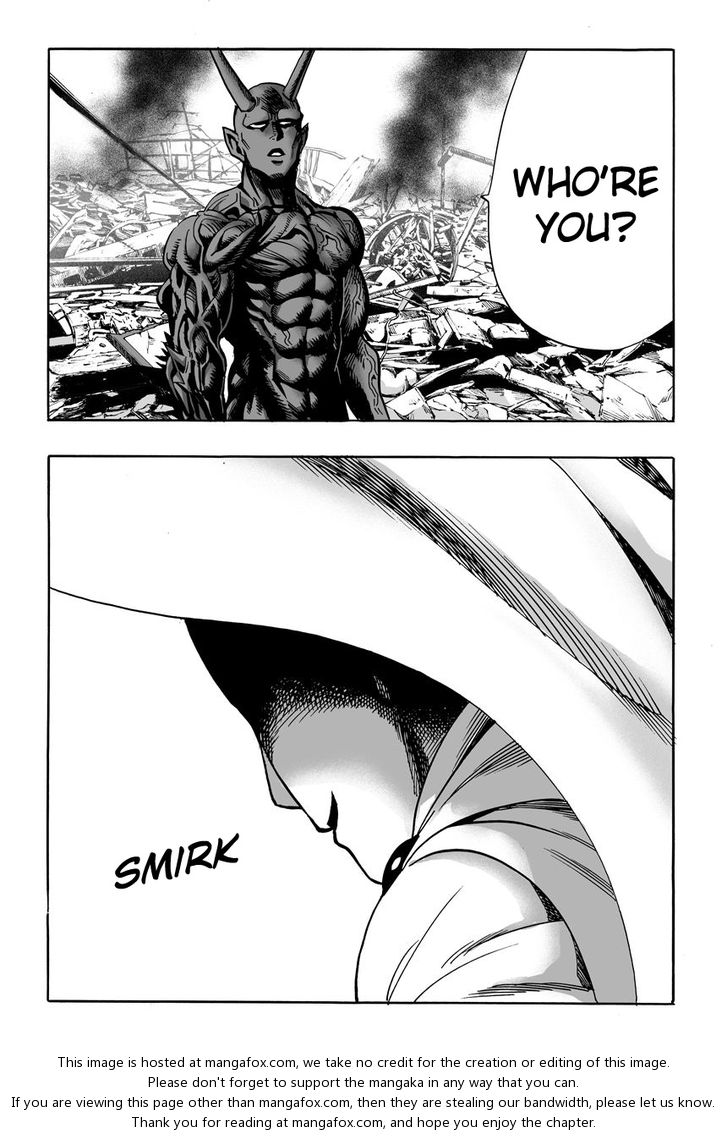 WHO'RE
YOU?
SMIRK
This image is hosted at mangafox.com, we take no credit for the creation or editing of this image.
Please don't forget to support the mangaka in any way that you can.
If you are viewing this page other than mangafox.com, then they are stealing our bandwidth, please let us know.
Thank you for reading at mangafox.com, and hope you enjoy the chapter.